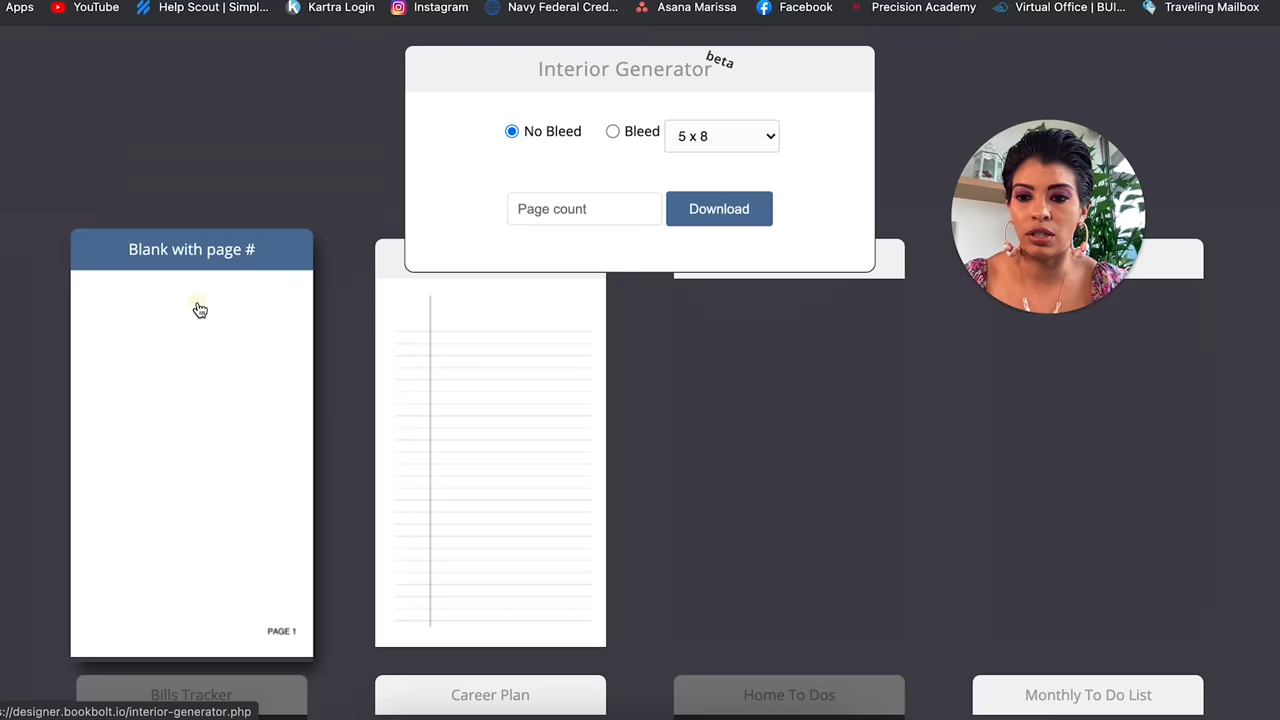 Apps YouTube Help Scout | Simpl... Kartra Login Instagram Navy Federal Cred... Asana Marissa Facebook Precision Academy Virtual Office | BUI... Traveling Mailbox
Interior Generator beta
No Bleed Bleed 5 x 8
Page count Download
Blank with page #
PAGE 1
Bills Tracker Career Plan Home To Dos Monthly To Do List
s://designer.bookbolt.io/interior-generator.php